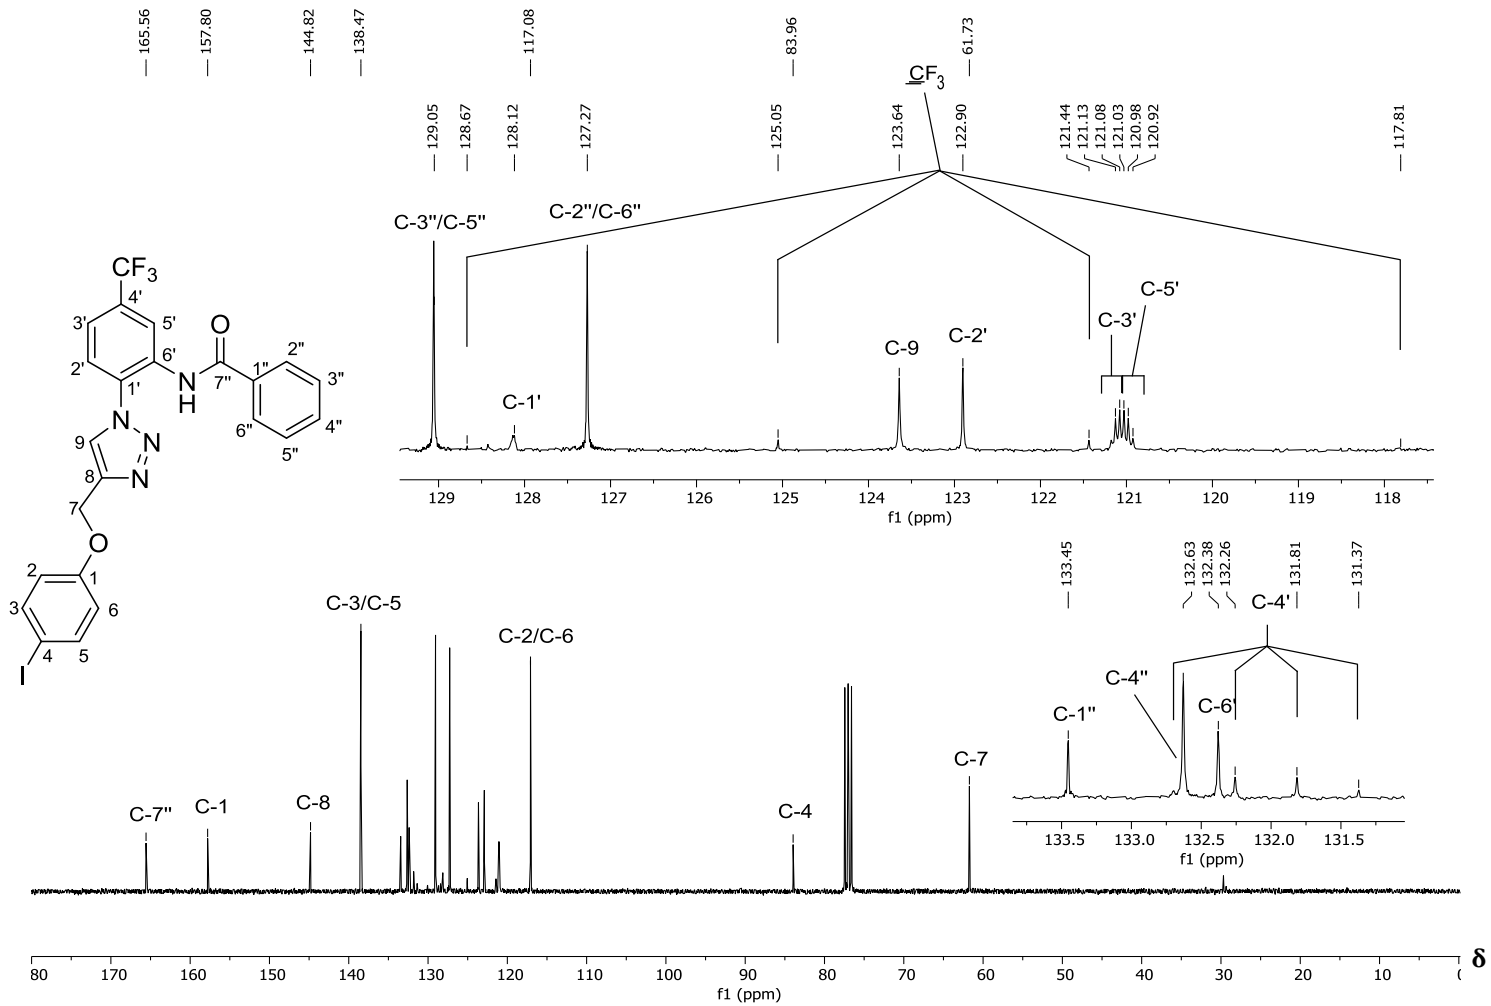 165.56
157.80
144.82
138.47
117.08
83.96
61.73
CF3
129.05
128.67
128.12
127.27
125.05
123.64
122.90
121.44
121.13
121.08
121.03
120.98
120.92
117.81
C-3"/C-5"
C-2"/C-6"
C-1'
C-9
C-2'
C-3'
C-5'
129 128 127 126 125 124 123 122 121 120 119 118
f1 (ppm)
CF3
4'
3'
5'
O
2'
6'
1'
N
H
7"
1"
2"
3"
4"
5"
6"
N
N
N
9
8
7
O
2
1
3
6
4
5
I
133.45
132.63
132.38
132.26
131.81
131.37
C-4'
C-4"
C-6'
C-1"
133.5 133.0 132.5 132.0 131.5
f1 (ppm)
C-3/C-5
C-2/C-6
C-7"
C-1
C-8
C-4
C-7
80 170 160 150 140 130 120 110 100 90 80 70 60 50 40 30 20 10
f1 (ppm)
δ